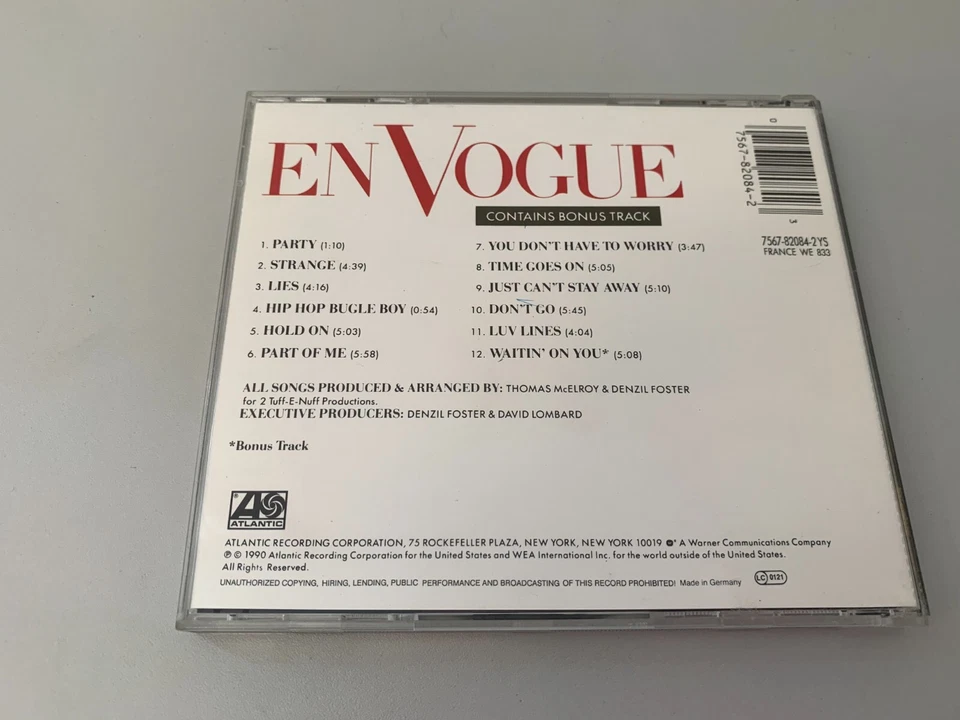 EN VOGUE
CONTAINS BONUS TRACK
0
7567-82084-2
3
7567-82084-2YS
FRANCE WE 833
1. PARTY (1:10)
2. STRANGE (4:39)
3. LIES (4:16)
4. HIP HOP BUGLE BOY (0:54)
5. HOLD ON (5:03)
6. PART OF ME (5:58)
7. YOU DON'T HAVE TO WORRY (3:47)
8. TIME GOES ON (5:05)
9. JUST CAN'T STAY AWAY (5:10)
10. DON'T GO (5:45)
11. LUV LINES (4:04)
12. WAITIN' ON YOU* (5:08)
ALL SONGS PRODUCED & ARRANGED BY: THOMAS McELROY & DENZIL FOSTER
for 2 Tuff-E-Nuff Productions.
EXECUTIVE PRODUCERS: DENZIL FOSTER & DAVID LOMBARD
*Bonus Track
ATLANTIC
ATLANTIC RECORDING CORPORATION, 75 ROCKEFELLER PLAZA, NEW YORK, NEW YORK 10019 A Warner Communications Company
℗ © 1990 Atlantic Recording Corporation for the United States and WEA International Inc. for the world outside of the United States.
All Rights Reserved.
UNAUTHORIZED COPYING, HIRING, LENDING, PUBLIC PERFORMANCE AND BROADCASTING OF THIS RECORD PROHIBITED! Made in Germany
LC 0121